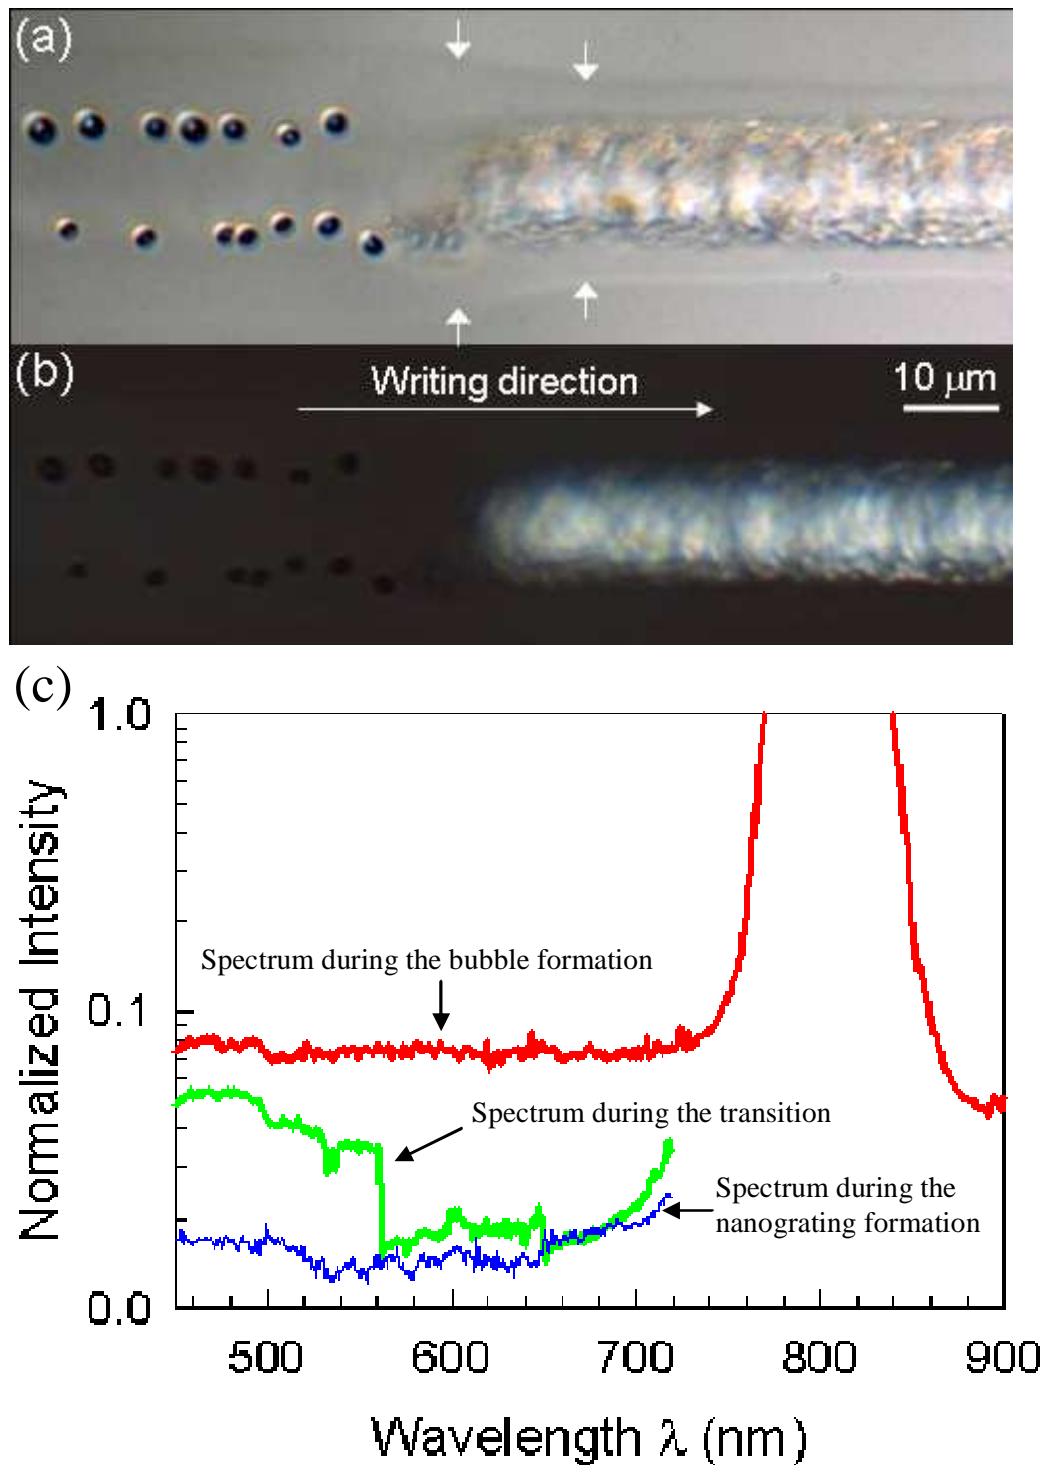 (a)
(b)
Writing direction
10 μm
(c)
1.0
0.1
0.0
Normalized Intensity
Spectrum during the bubble formation
Spectrum during the transition
Spectrum during the
nanograting formation
500 600 700 800 900
Wavelength λ (nm)